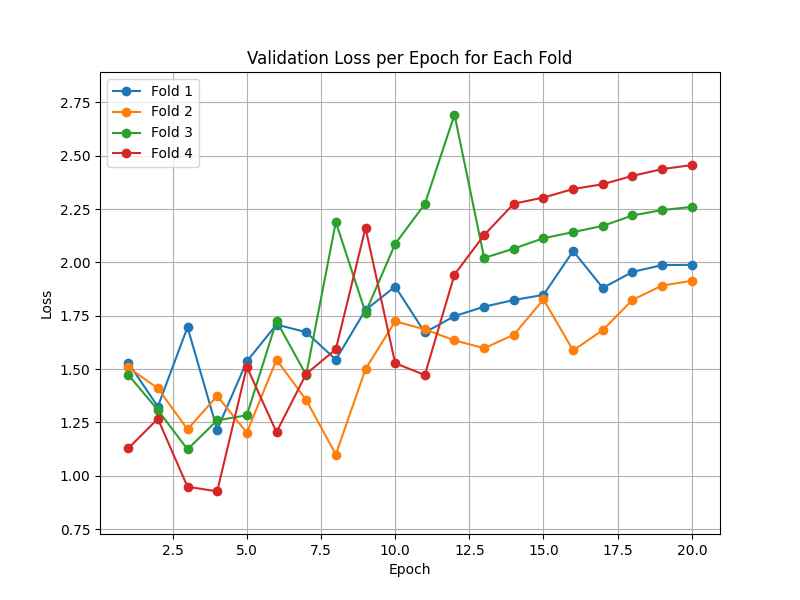 Validation Loss per Epoch for Each Fold
Fold 1
Fold 2
Fold 3
Fold 4
2.75
2.50
2.25
2.00
1.75
1.50
1.25
1.00
0.75
Loss
2.5 5.0 7.5 10.0 12.5 15.0 17.5 20.0
Epoch